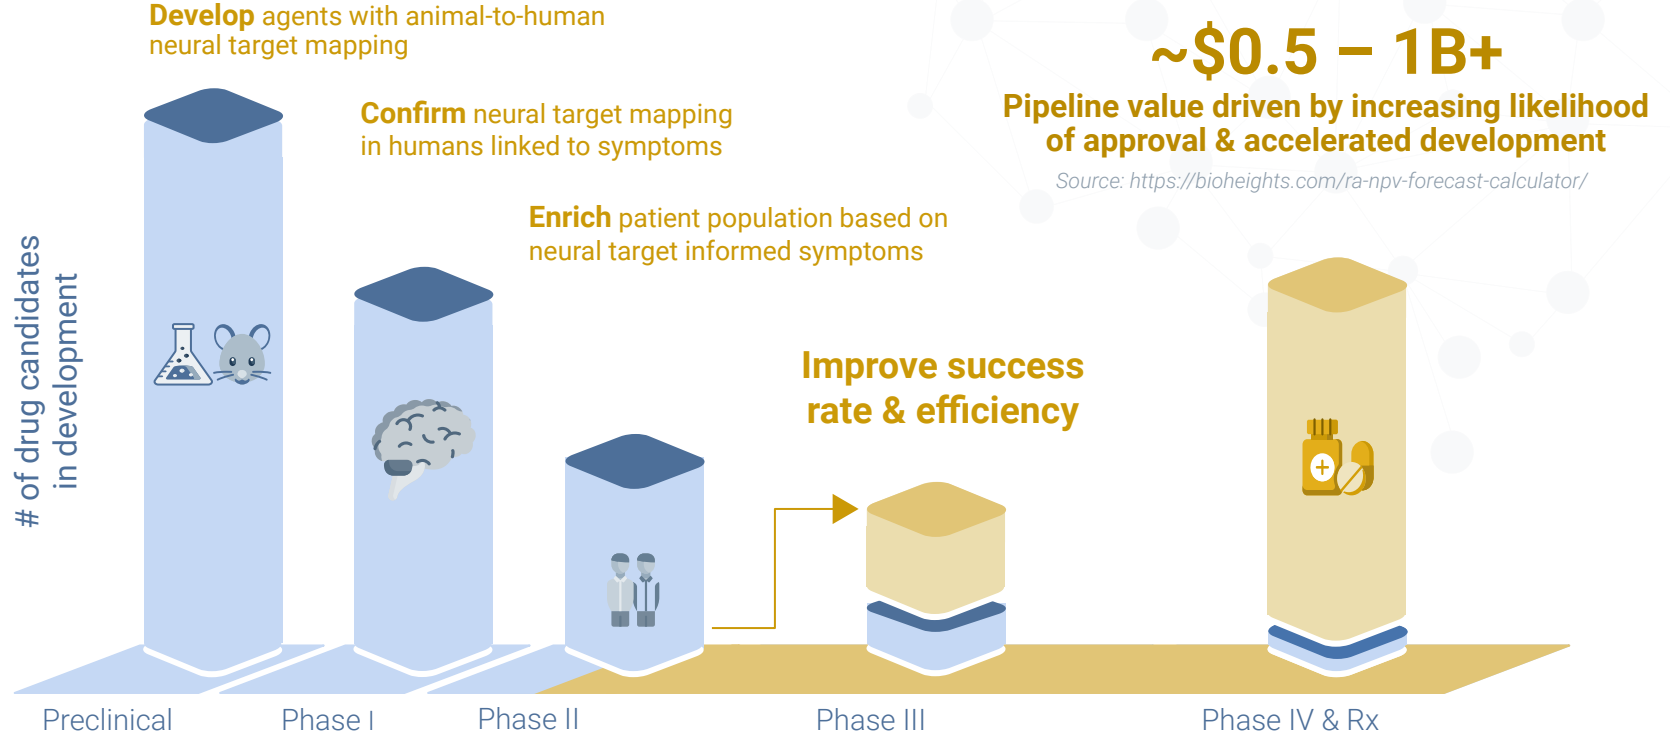 Develop agents with animal-to-human
neural target mapping
Confirm neural target mapping
in humans linked to symptoms
Enrich patient population based on
neural target informed symptoms
~$0.5 – 1B+
Pipeline value driven by increasing likelihood
of approval & accelerated development
Source: https://bioheights.com/ra-npv-forecast-calculator/
Improve success
rate & efficiency
# of drug candidates
in development
Preclinical
Phase I
Phase II
Phase III
Phase IV & Rx